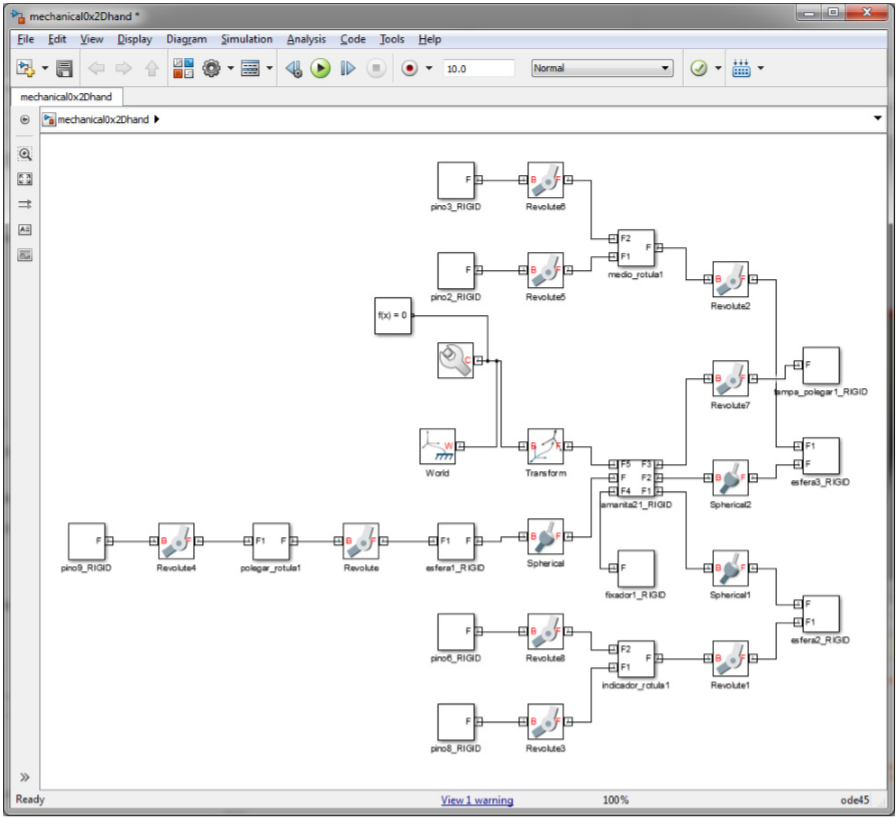 mechanical0x2Dhand *
File Edit View Display Diagram Simulation Analysis Code Tools Help
10.0 Normal
mechanical0x2Dhand
mechanical0x2Dhand
F B F
pino3_RIGID Revolute6
F2 F
F1
medio_rotula1
F B F
pino2_RIGID Revolute5
B F
Revolute2
f(x) = 0
C
B F F
Revolute7 tampa_polegar1_RIGID
W B F
World Transform
F5 F3
F F2
F4 F1
amanita21_RIGID
B F
Spherical2
F1
F
esfera3_RIGID
F B F F1 F B F F1 F B F
pino9_RIGID Revolute4 polegar_rotula1 Revolute esfera1_RIGID Spherical
F
fixador1_RIGID
B F
Spherical1
F
F1
esfera2_RIGID
F B F
pino6_RIGID Revolute8
F2 F
F1
indicador_rotula1
B F
Revolute1
F B F
pino8_RIGID Revolute3
Ready View 1 warning 100% ode45